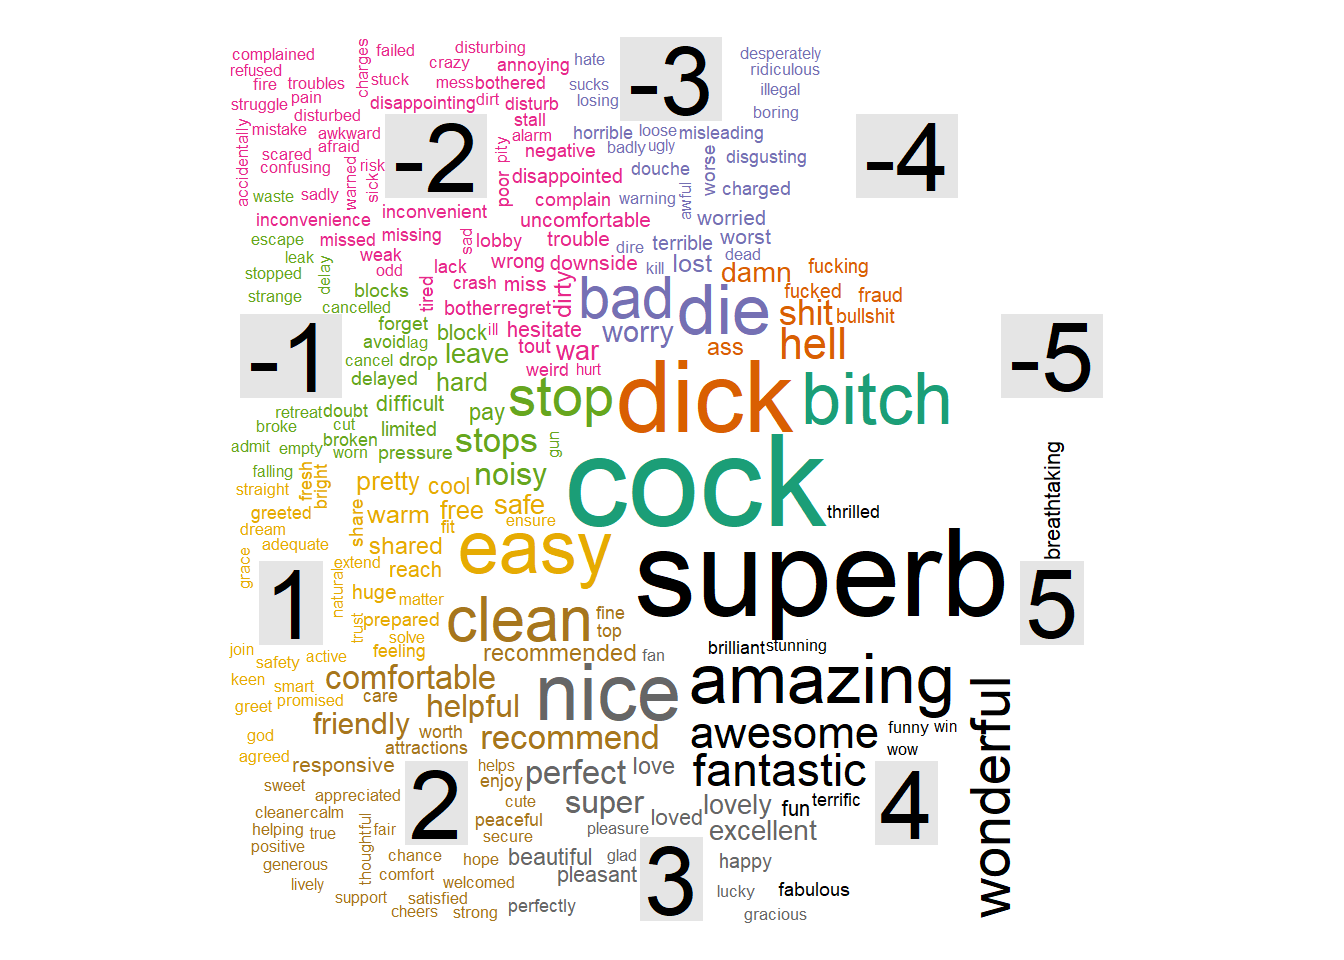 complained
refused
fire
troubles
charges
failed
disturbing
crazy
annoying
hate
-3
desperately
ridiculous
struggle
pain
stuck
mess
bothered
sucks
illegal
disturbed
disappointing
dirt
disturb
losing
boring
accidentally
mistake
awkward
-2
stall
alarm
horrible
loose
misleading
-4
scared
afraid
pity
negative
badly
ugly
confusing
warned
risk
sick
poor
disappointed
douche
worse
disgusting
waste
sadly
complain
warning
awful
charged
inconvenience
inconvenient
uncomfortable
worried
escape
missed
missing
sad
lobby
trouble
dire
terrible
worst
leak
weak
wrong
downside
dead
stopped
delay
odd
lack
kill
lost
damn
fucking
strange
blocks
tired
crash
miss
dirty
bad
die
fucked
fraud
cancelled
bother
regret
shit
bullshit
-1
forget
block
ill
hesitate
worry
hell
-5
avoid
lag
leave
tout
war
ass
cancel
drop
weird
hurt
delayed
hard
stop
dick
bitch
retreat
doubt
difficult
pay
broke
cut
limited
stops
gun
admit
empty
broken
worn
pressure
cock
falling
fresh
bright
noisy
breathtaking
straight
pretty
cool
greeted
share
warm
free
safe
thrilled
dream
fit
ensure
grace
adequate
shared
easy
superb
extend
reach
1
natural
huge
matter
5
trust
prepared
clean
fine
solve
top
join
feeling
recommended
fan
brilliant
stunning
safety
active
keen
smart
comfortable
nice
amazing
wonderful
greet
promised
care
helpful
friendly
worth
recommend
awesome
funny
win
god
attractions
wow
agreed
responsive
2
helps
perfect
love
fantastic
4
sweet
enjoy
appreciated
cute
super
lovely
fun
terrific
cleaner
calm
peaceful
loved
helping
true
thoughtful
fair
secure
pleasure
excellent
positive
chance
hope
beautiful
glad
3
happy
generous
comfort
welcomed
pleasant
lively
support
satisfied
lucky
fabulous
cheers
strong
perfectly
gracious